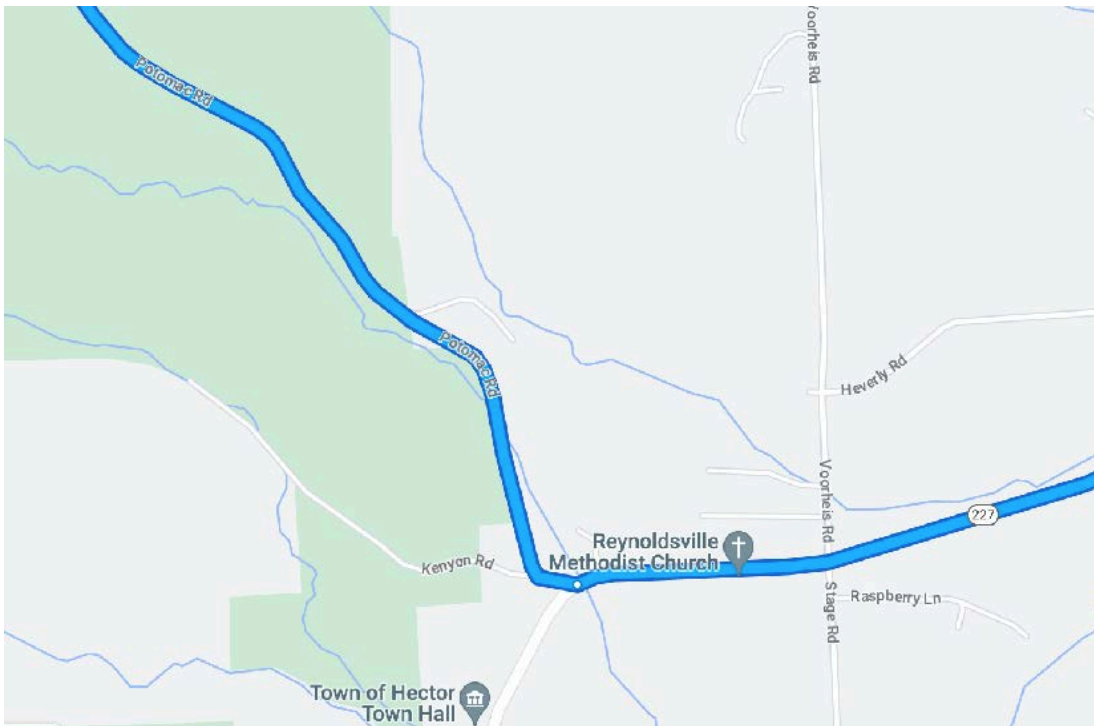 Voorheis Rd
Potomac Rd
Potomac Rd
Heverly Rd
Voorheis Rd
227
Reynoldsville
Methodist Church
Kenyon Rd
Stage Rd
Raspberry Ln
Town of Hector
Town Hall